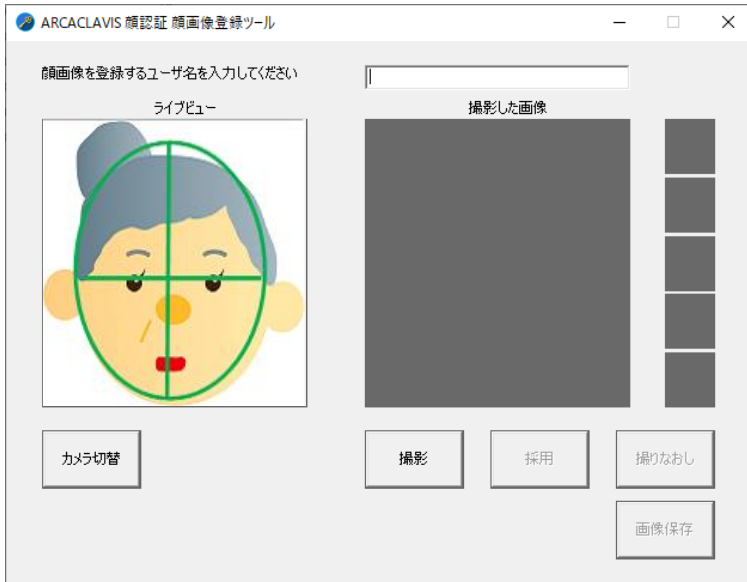 ARCACLAVIS 顔認証 顔画像登録ツール
顔画像を登録するユーザ名を入力してください
ライブビュー
撮影した画像
カメラ切替
撮影
採用
撮りなおし
画像保存